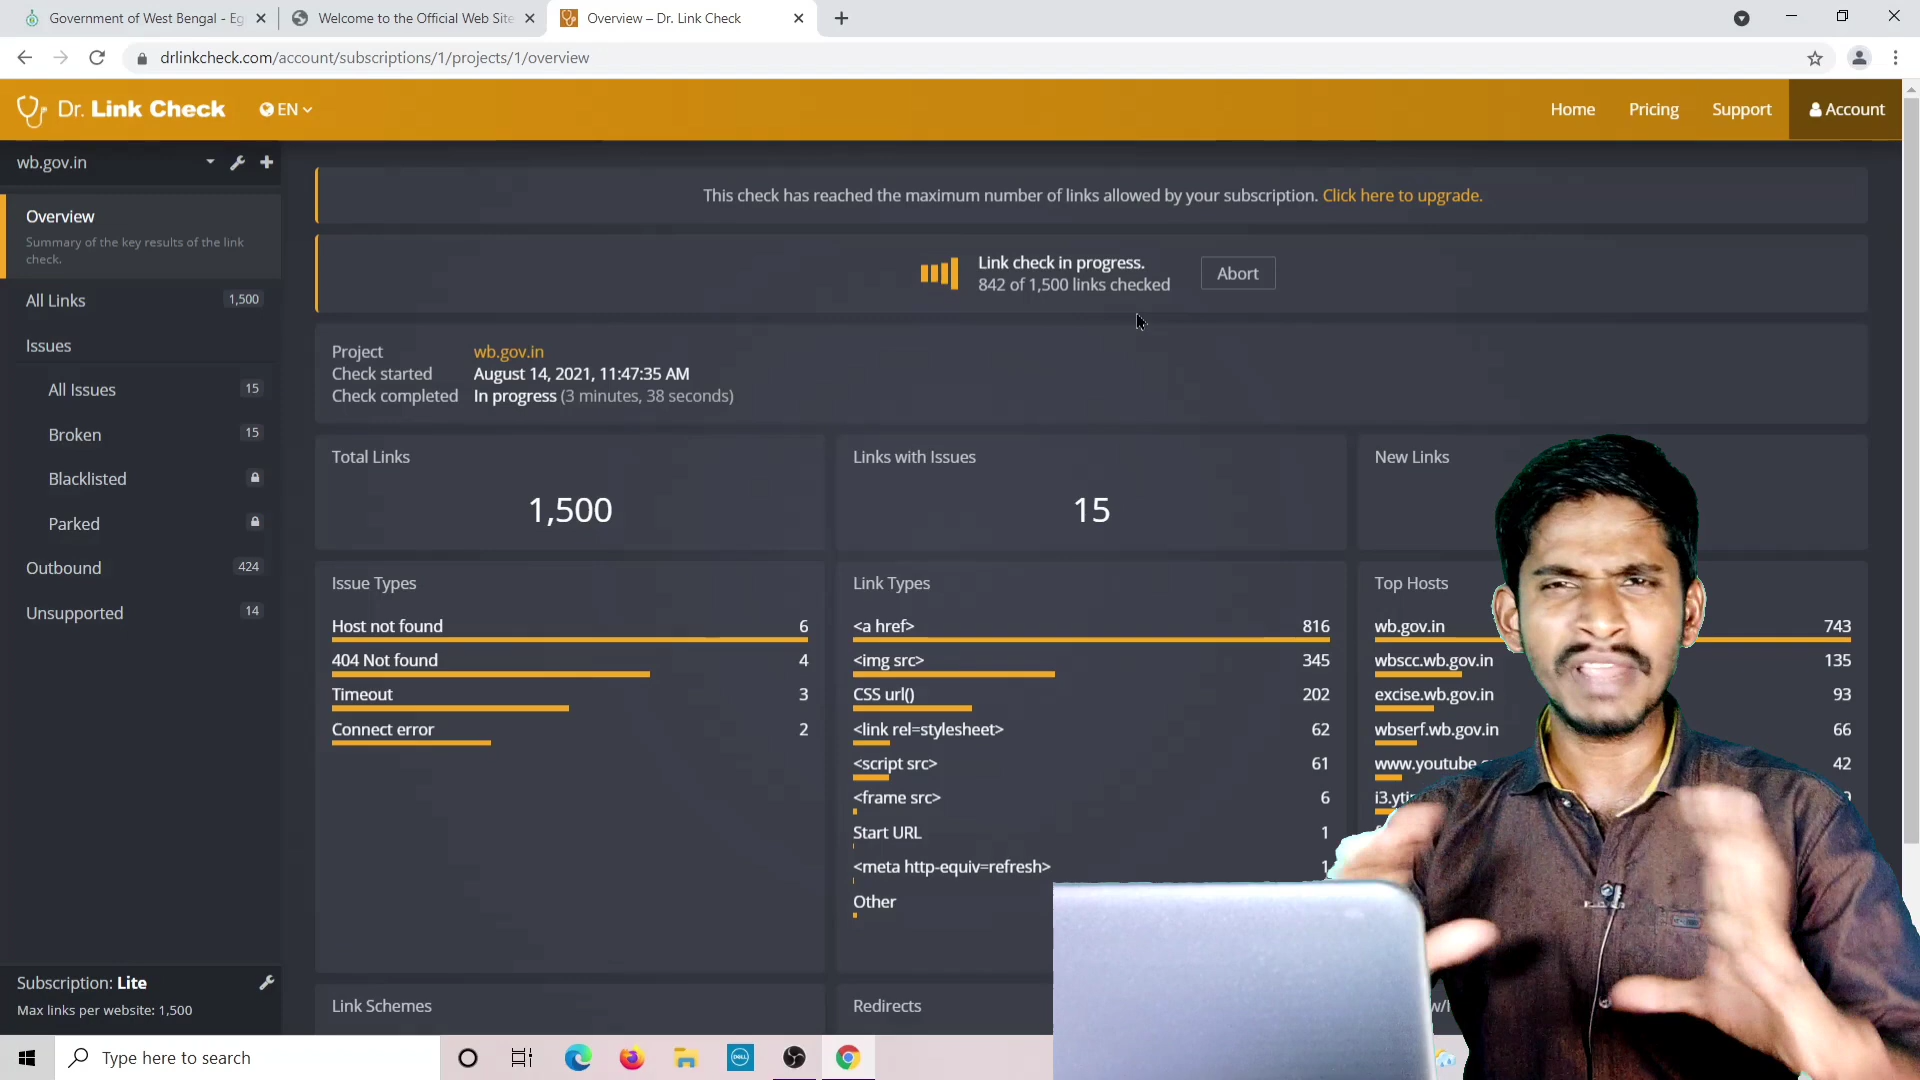 Government of West Bengal - Eg
Welcome to the Official Web Site
Overview – Dr. Link Check
drlinkcheck.com/account/subscriptions/1/projects/1/overview
Dr. Link Check
EN
Home
Pricing
Support
Account
wb.gov.in
Overview
Summary of the key results of the link
check.
All Links 1,500
Issues
All Issues 15
Broken 15
Blacklisted
Parked
Outbound 424
Unsupported 14
Subscription: Lite
Max links per website: 1,500
This check has reached the maximum number of links allowed by your subscription. Click here to upgrade.
Link check in progress.
842 of 1,500 links checked
Abort
Project wb.gov.in
Check started August 14, 2021, 11:47:35 AM
Check completed In progress (3 minutes, 38 seconds)
Total Links
1,500
Links with Issues
15
New Links
Issue Types
Host not found 6
404 Not found 4
Timeout 3
Connect error 2
Link Types
<a href> 816
<img src> 345
CSS url() 202
<link rel=stylesheet> 62
<script src> 61
<frame src> 6
Start URL 1
<meta http-equiv=refresh> 1
Other
Top Hosts
wb.gov.in 743
wbscc.wb.gov.in 135
excise.wb.gov.in 93
wbserf.wb.gov.in 66
www.youtube 42
Link Schemes
Redirects
Type here to search
DELL